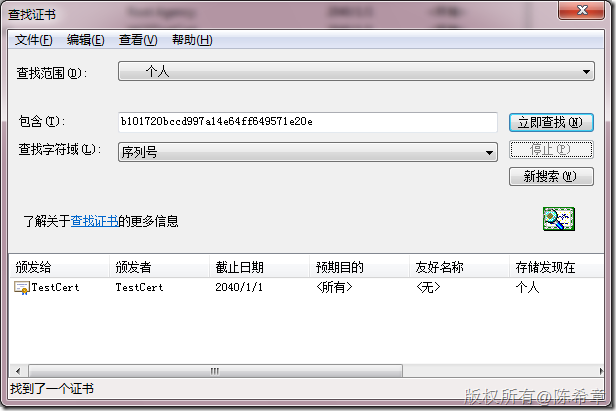 查找证书
文件(F) 编辑(E) 查看(V) 帮助(H)
查找范围(D): 个人
包含(T): b101720bccd997a14e64ff649571e20e 立即查找(N)
查找字符域(L): 序列号 停止(P)
新搜索(W)
了解关于查找证书的更多信息
颁发给 颁发者 截止日期 预期目的 友好名称 存储发现在
TestCert TestCert 2040/1/1 <所有> <无> 个人
找到了一个证书
版权所有@陈希章